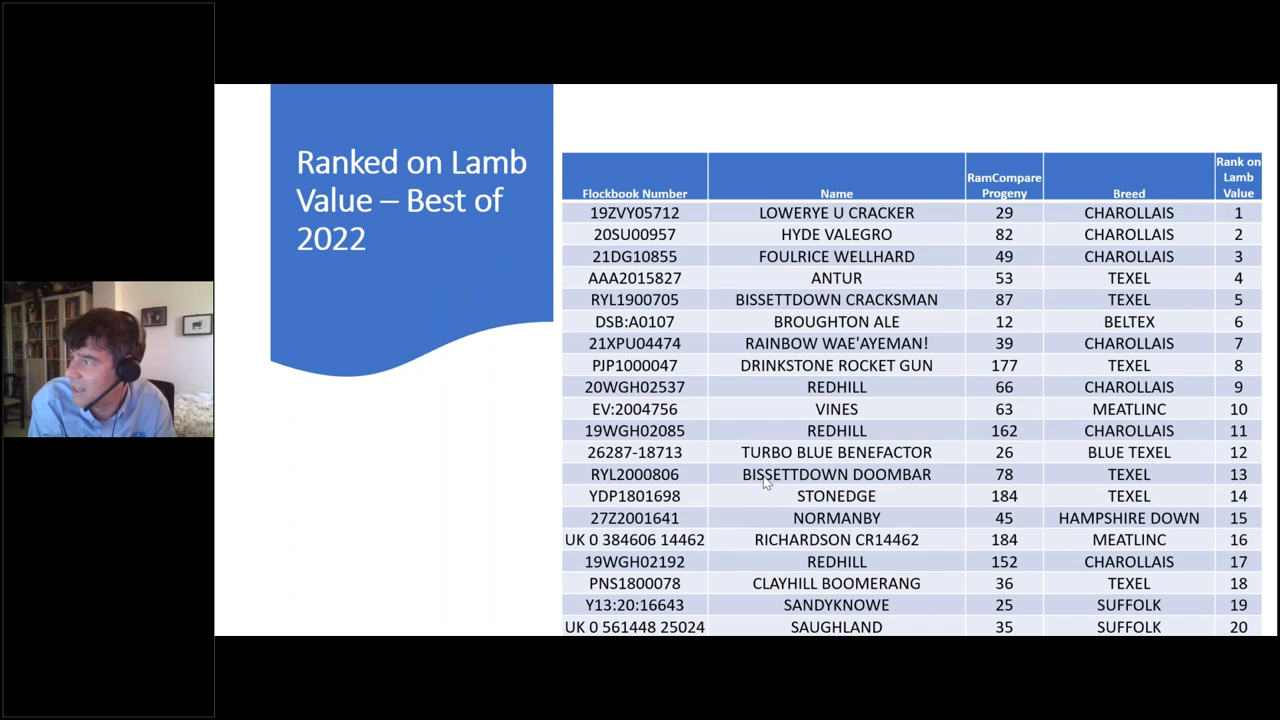 Ranked on Lamb
Value – Best of
2022
Flockbook Number Name RamCompare Progeny Breed Rank on Lamb Value
19ZVY05712 LOWERYE U CRACKER 29 CHAROLLAIS 1
20SU00957 HYDE VALEGRO 82 CHAROLLAIS 2
21DG10855 FOULRICE WELLHARD 49 CHAROLLAIS 3
AAA2015827 ANTUR 53 TEXEL 4
RYL1900705 BISSETTDOWN CRACKSMAN 87 TEXEL 5
DSB:A0107 BROUGHTON ALE 12 BELTEX 6
21XPU04474 RAINBOW WAE'AYEMAN! 39 CHAROLLAIS 7
PJP1000047 DRINKSTONE ROCKET GUN 177 TEXEL 8
20WGH02537 REDHILL 66 CHAROLLAIS 9
EV:2004756 VINES 63 MEATLINC 10
19WGH02085 REDHILL 162 CHAROLLAIS 11
26287-18713 TURBO BLUE BENEFACTOR 26 BLUE TEXEL 12
RYL2000806 BISSETTDOWN DOOMBAR 78 TEXEL 13
YDP1801698 STONEDGE 184 TEXEL 14
27Z2001641 NORMANBY 45 HAMPSHIRE DOWN 15
UK 0 384606 14462 RICHARDSON CR14462 184 MEATLINC 16
19WGH02192 REDHILL 152 CHAROLLAIS 17
PNS1800078 CLAYHILL BOOMERANG 36 TEXEL 18
Y13:20:16643 SANDYKNOWE 25 SUFFOLK 19
UK 0 561448 25024 SAUGHLAND 35 SUFFOLK 20